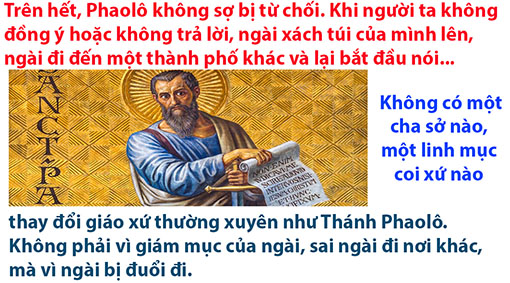 Trên hết, Phaolô không sợ bị từ chối. Khi người ta không
đồng ý hoặc không trả lời, ngài xách túi của mình lên,
ngài đi đến một thành phố khác và lại bắt đầu nói...
ANCT·PA
Không có một
cha sở nào,
một linh mục
coi xứ nào
thay đổi giáo xứ thường xuyên như Thánh Phaolô.
Không phải vì giám mục của ngài, sai ngài đi nơi khác,
mà vì ngài bị đuổi đi.